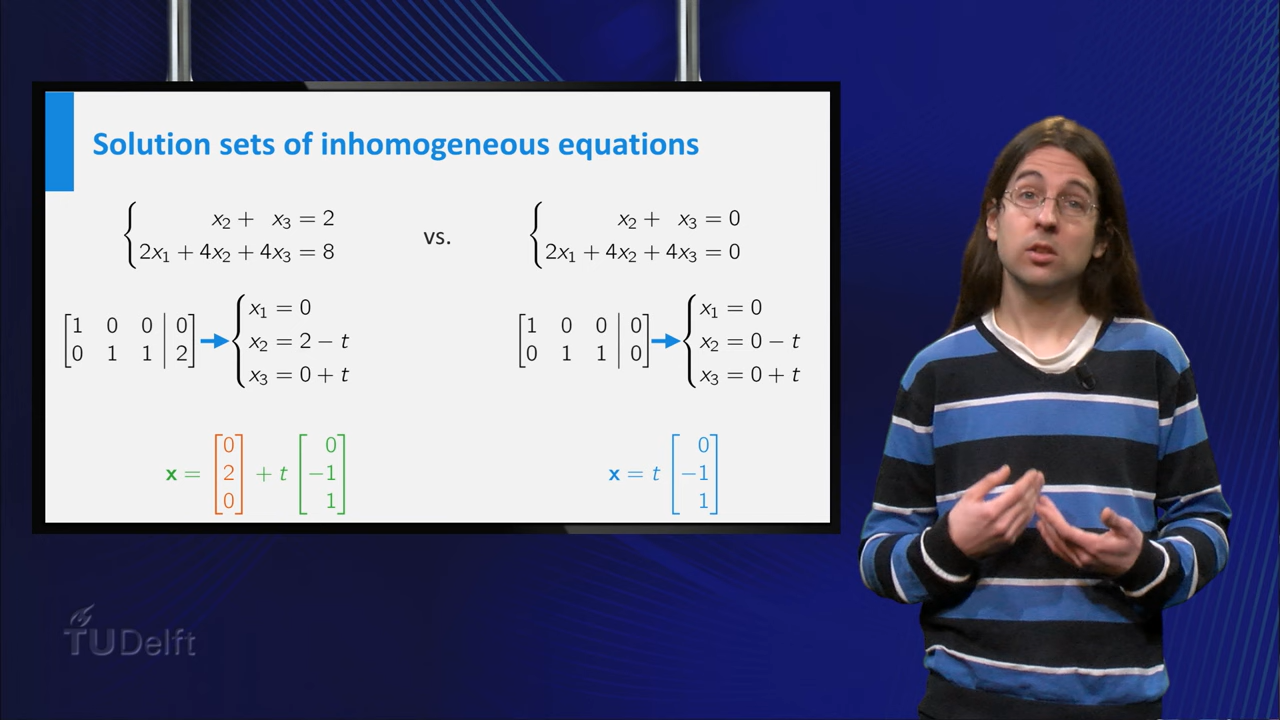 Solution sets of inhomogeneous equations
x₂ + x₃ = 2
2x₁ + 4x₂ + 4x₃ = 8
vs.
x₂ + x₃ = 0
2x₁ + 4x₂ + 4x₃ = 0
[1 0 0 | 0]
[0 1 1 | 2]
x₁ = 0
x₂ = 2 − t
x₃ = 0 + t
[1 0 0 | 0]
[0 1 1 | 0]
x₁ = 0
x₂ = 0 − t
x₃ = 0 + t
x = [0 2 0] + t [0 −1 1]
x = t [0 −1 1]
TUDelft